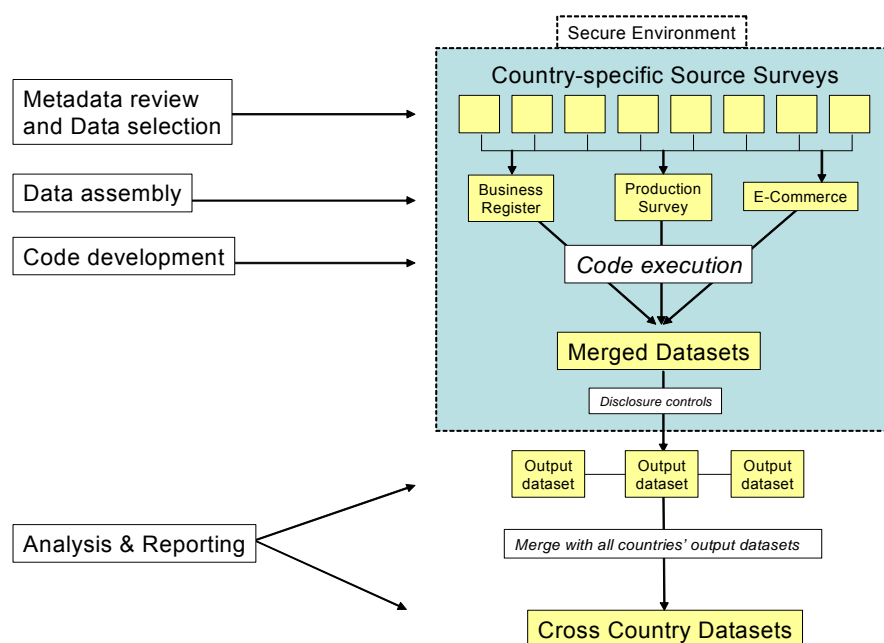 Secure Environment
Country-specific Source Surveys
Metadata review
and Data selection
Data assembly
Business
Register
Production
Survey
E-Commerce
Code development
Code execution
Merged Datasets
Disclosure controls
Output
dataset
Output
dataset
Output
dataset
Analysis & Reporting
Merge with all countries' output datasets
Cross Country Datasets